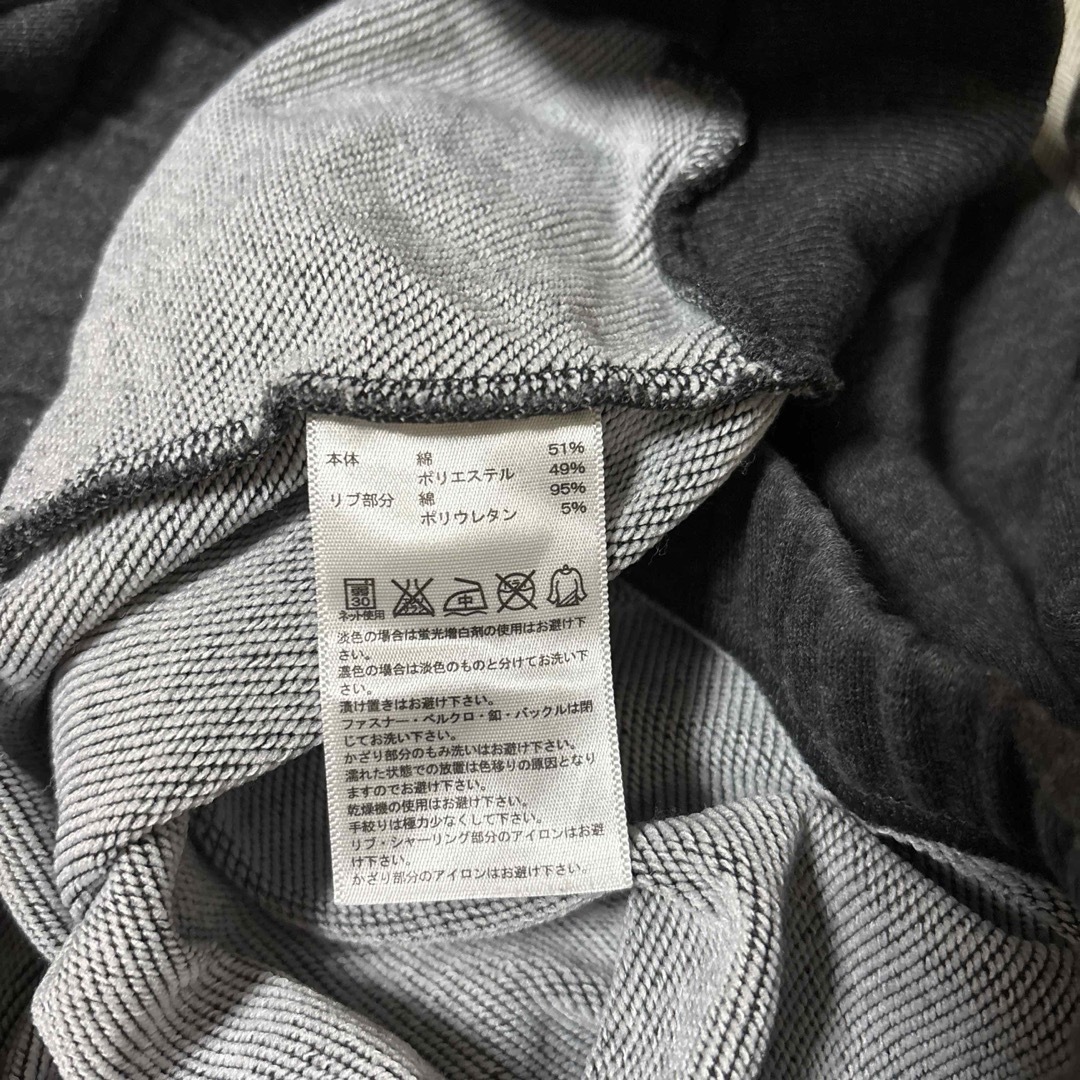 本体 綿 51%
ポリエステル 49%
リブ部分 綿 95%
ポリウレタン 5%
30 中
ネット使用
淡色の場合は蛍光増白剤の使用はお避け下
さい。
濃色の場合は淡色のものと分けてお洗い下
さい。
漬け置きはお避け下さい。
ファスナー・ベルクロ・釦・バックルは閉
じてお洗い下さい。
かざり部分のもみ洗いはお避け下さい。
濡れた状態での放置は色移りの原因となり
ますのでお避け下さい。
乾燥機の使用はお避け下さい。
手絞りは極力少なくして下さい。
リブ・シャーリング部分のアイロンはお避
け下さい。
かざり部分のアイロンはお避け下さい。